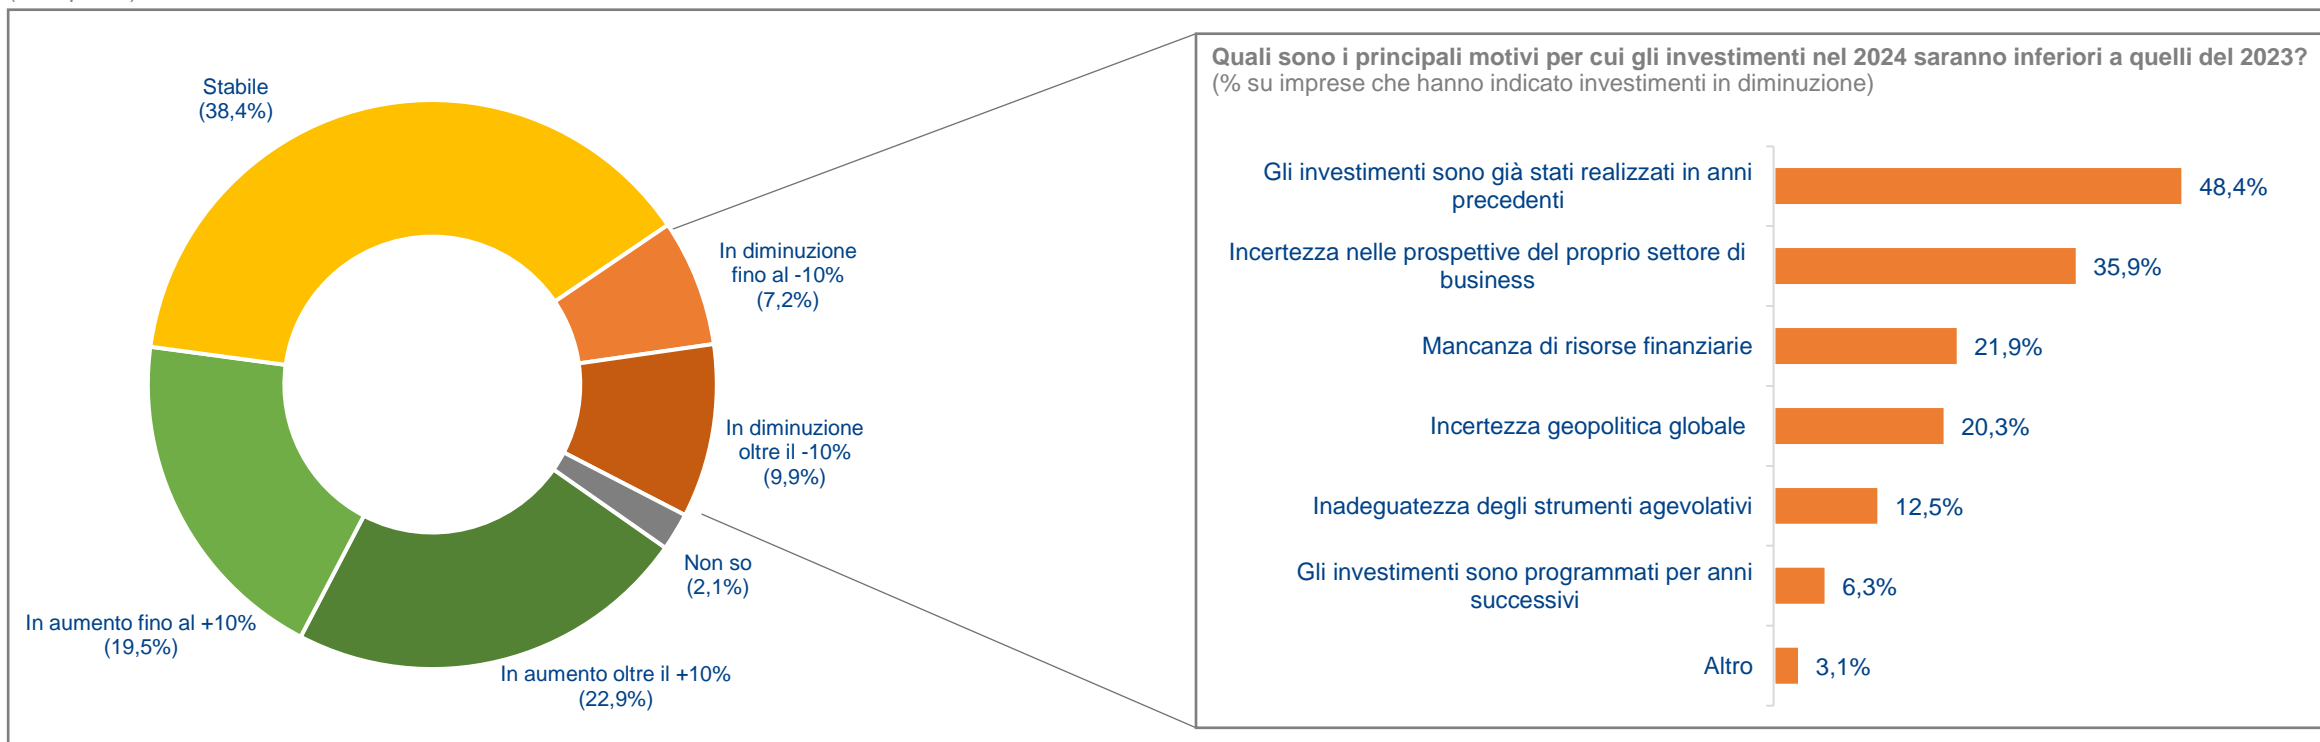 Stabile
(38,4%)
In diminuzione
fino al -10%
(7,2%)
In diminuzione
oltre il -10%
(9,9%)
Non so
(2,1%)
In aumento oltre il +10%
(22,9%)
In aumento fino al +10%
(19,5%)
Quali sono i principali motivi per cui gli investimenti nel 2024 saranno inferiori a quelli del 2023?
(% su imprese che hanno indicato investimenti in diminuzione)
Gli investimenti sono già stati realizzati in anni
precedenti
48,4%
Incertezza nelle prospettive del proprio settore di
business
35,9%
Mancanza di risorse finanziarie
21,9%
Incertezza geopolitica globale
20,3%
Inadeguatezza degli strumenti agevolativi
12,5%
Gli investimenti sono programmati per anni
successivi
6,3%
Altro
3,1%